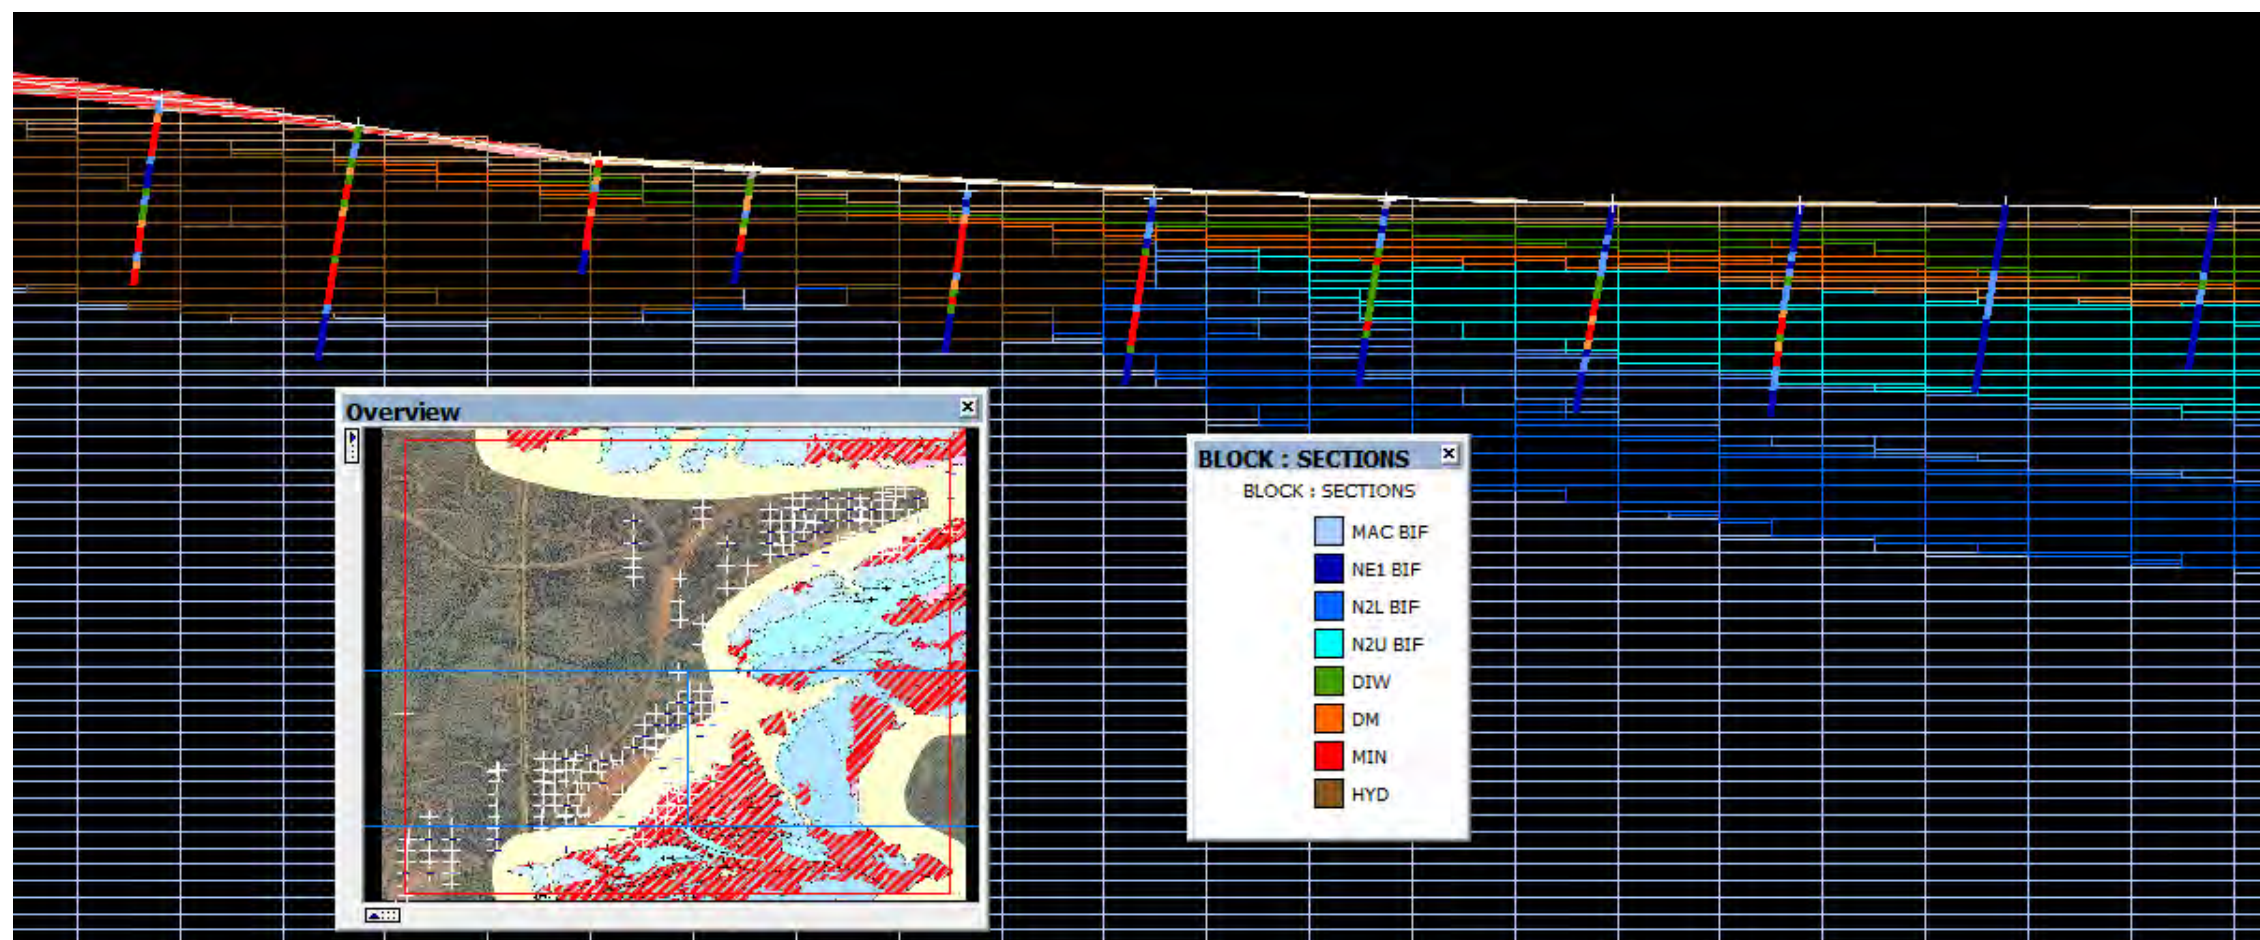 Overview
BLOCK : SECTIONS
BLOCK : SECTIONS
MAC BIF
NE1 BIF
N2L BIF
N2U BIF
DIW
DM
MIN
HYD